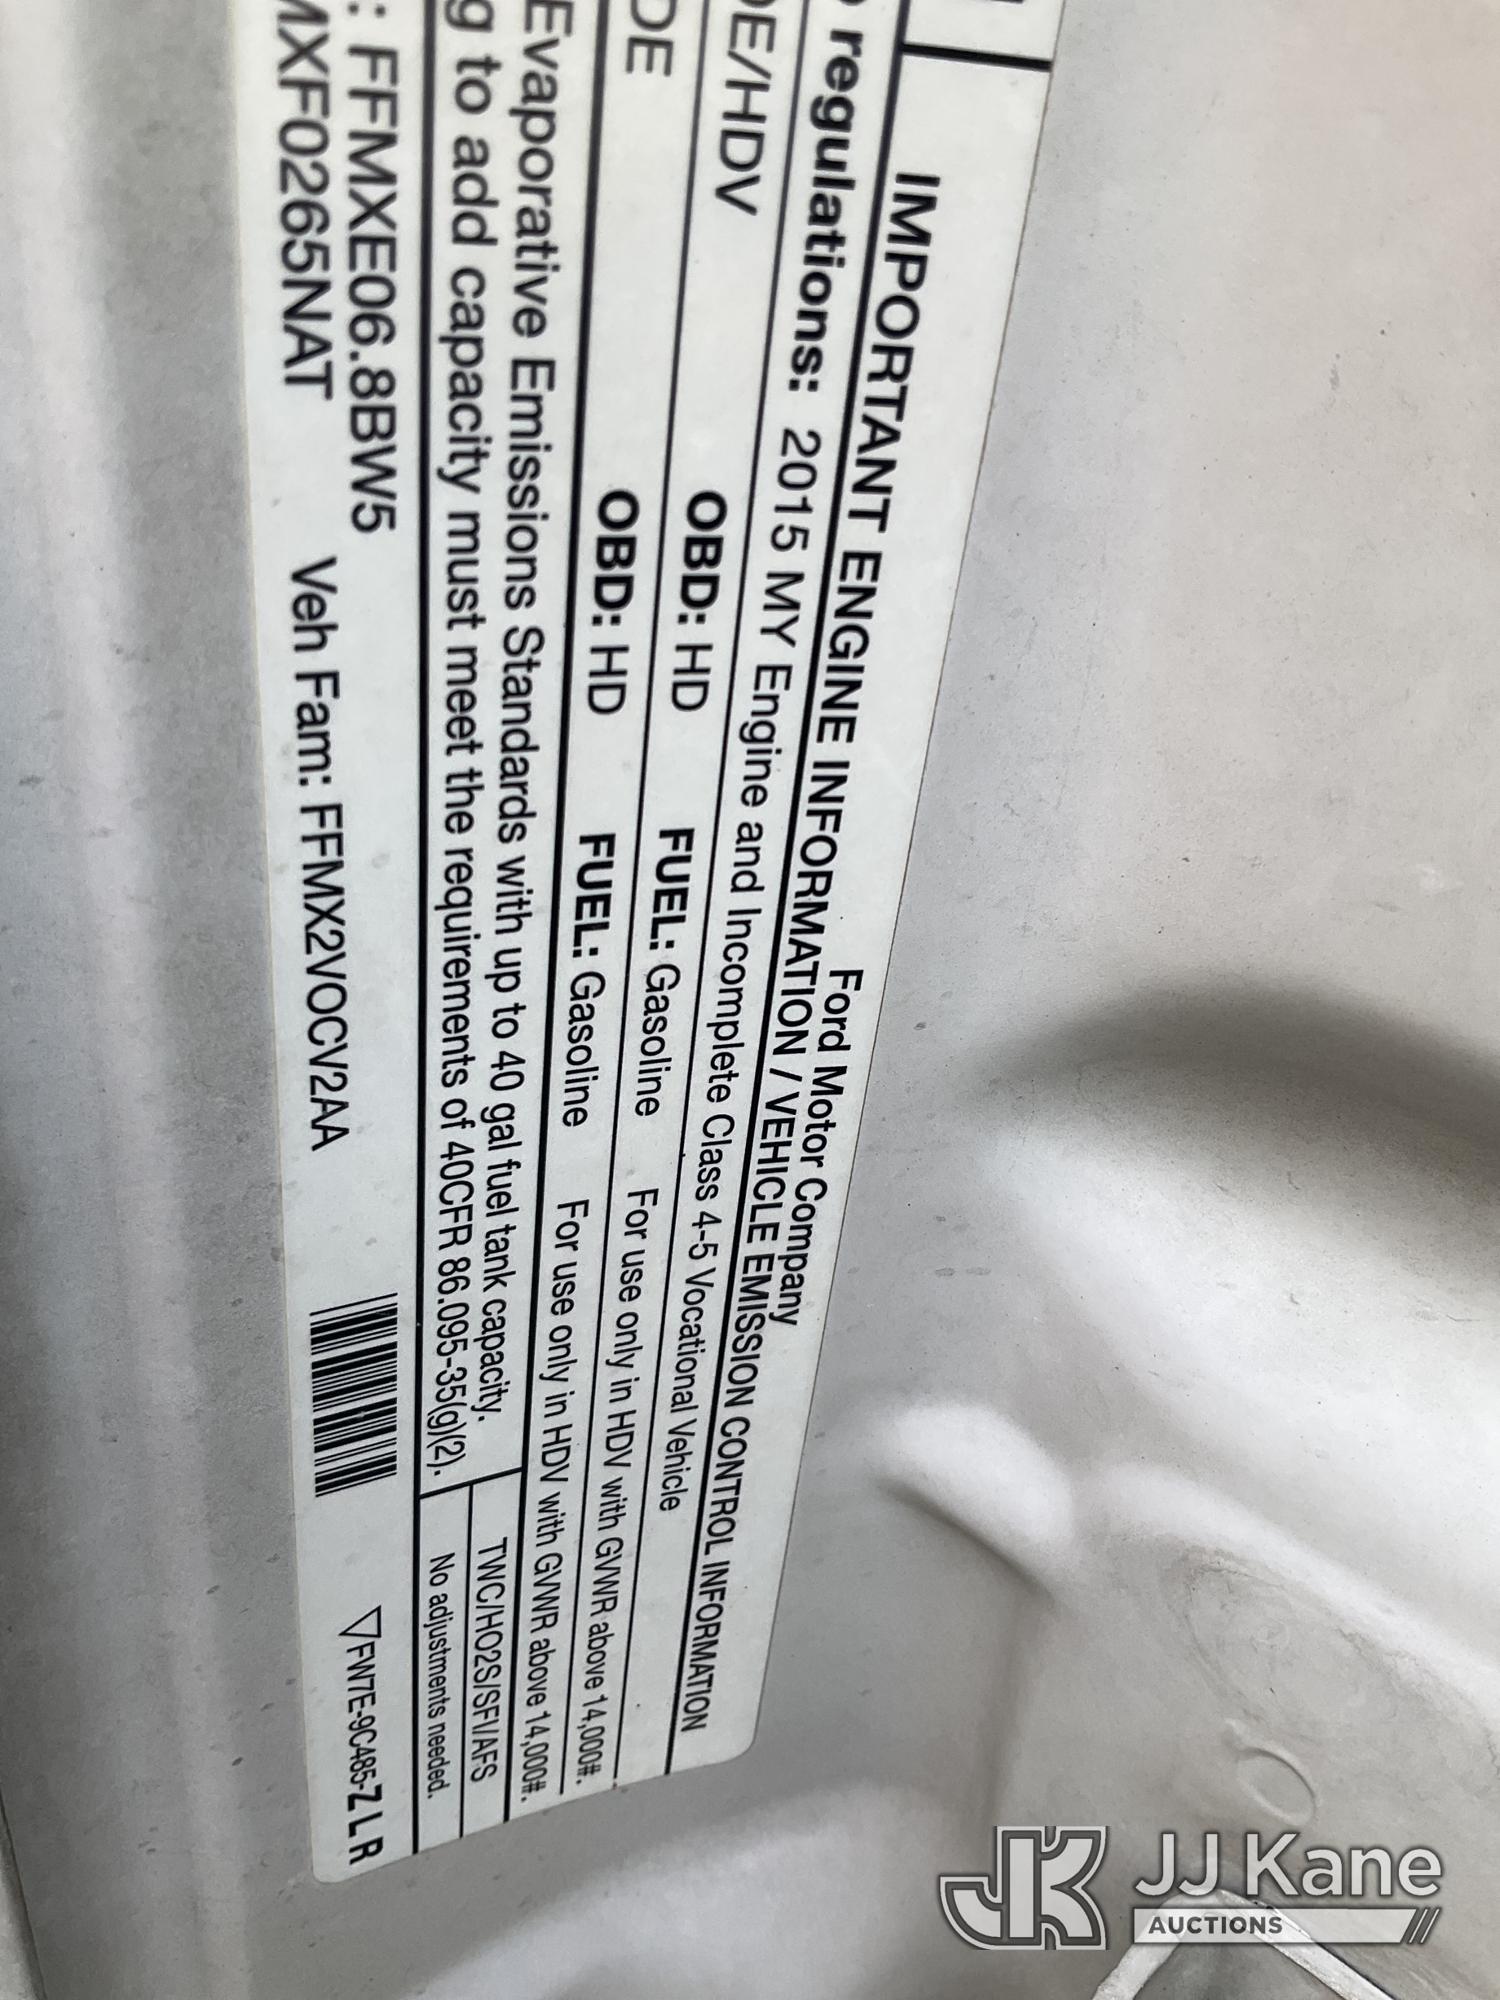 Ford Motor Company
IMPORTANT ENGINE INFORMATION / VEHICLE EMISSION CONTROL INFORMATION
regulations: 2015 MY Engine and Incomplete Class 4-5 Vocational Vehicle
DE/HDV OBD: HD FUEL: Gasoline For use only in HDV with GVWR above 14,000#.
DE OBD: HD FUEL: Gasoline For use only in HDV with GVWR above 14,000#.
Evaporative Emissions Standards with up to 40 gal fuel tank capacity.
TWC/HO2S/SFI/AFS
g to add capacity must meet the requirements of 40CFR 86.095-35(g)(2).
No adjustments needed.
: FFMXE06.8BW5 Veh Fam: FFMX2VOCV2AA
MXF0265NAT
FW7E-9C485-ZLR
JK
JJ Kane
AUCTIONS